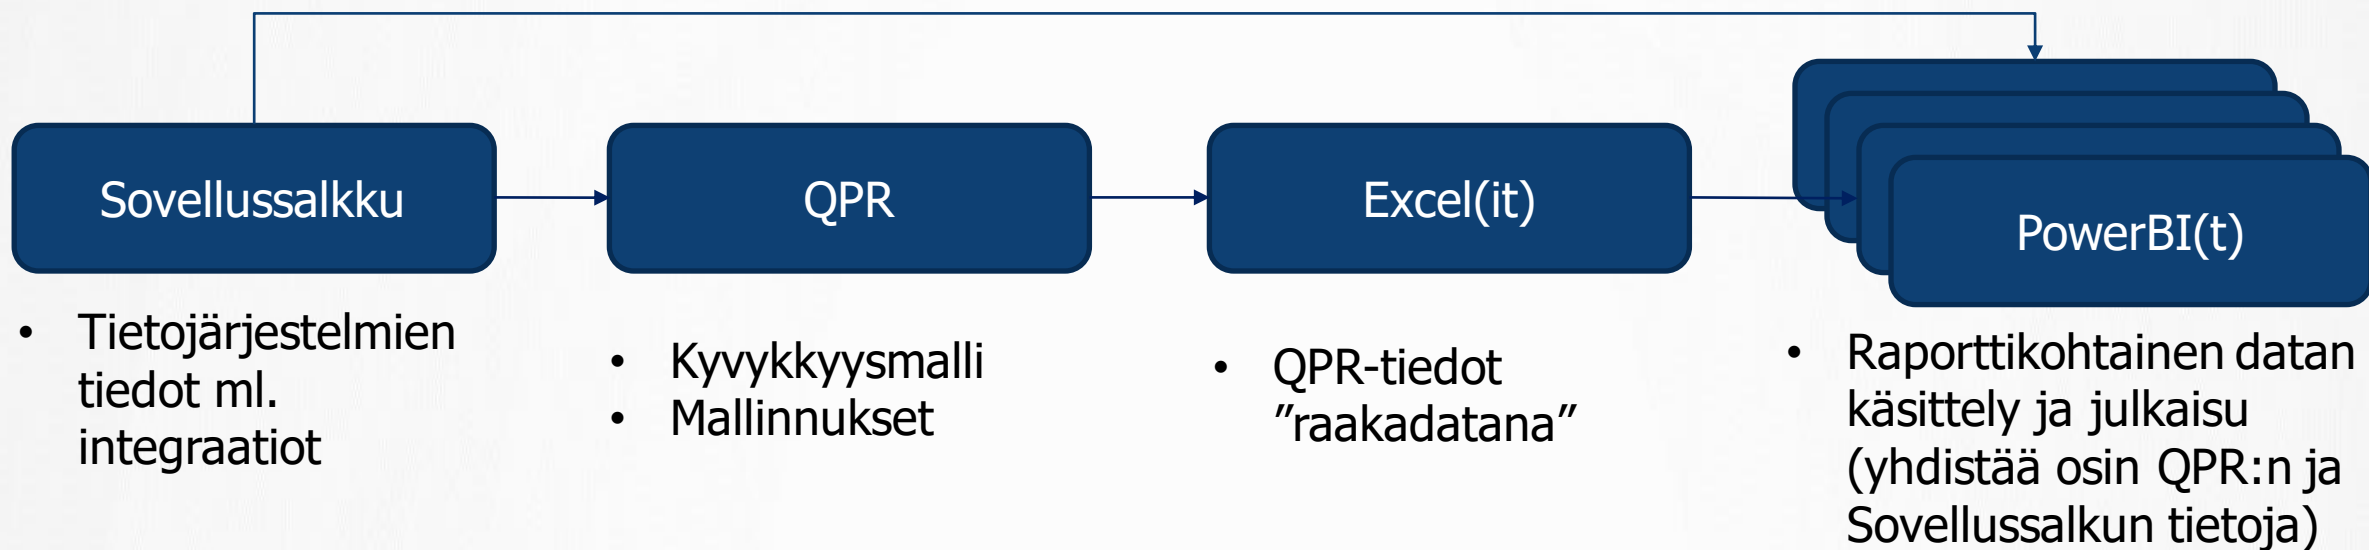 Sovellussalkku
QPR
Excel(it)
PowerBI(t)
• Tietojärjestelmien
tiedot ml.
integraatiot
• Kyvykkyysmalli
• Mallinnukset
• QPR-tiedot
”raakadatana”
• Raporttikohtainen datan
käsittely ja julkaisu
(yhdistää osin QPR:n ja
Sovellussalkun tietoja)